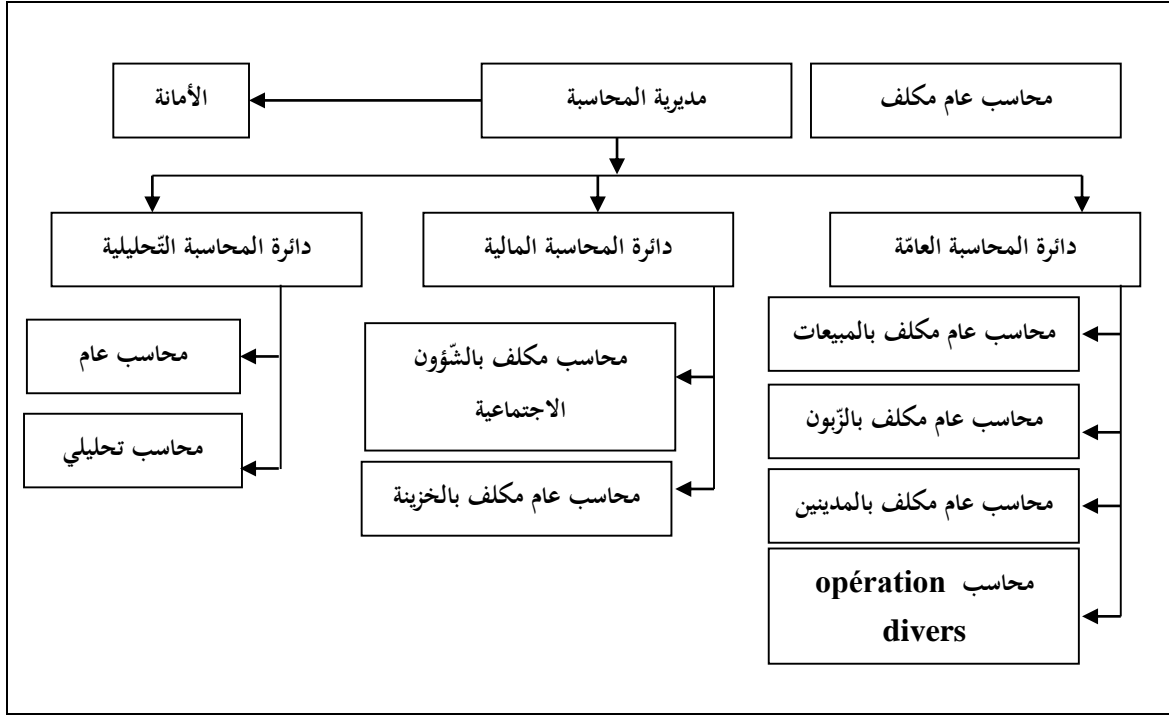 محاسب عام مكلف
مديرية المحاسبة
الأمانة
دائرة المحاسبة العامّة
دائرة المحاسبة المالية
دائرة المحاسبة التّحليلية
محاسب عام مكلف بالمبيعات
محاسب عام مكلف بالزّبون
محاسب عام مكلف بالمدينين
محاسب opération
divers
محاسب مكلف بالشّؤون
الاجتماعية
محاسب عام مكلف بالخزينة
محاسب عام
محاسب تحليلي